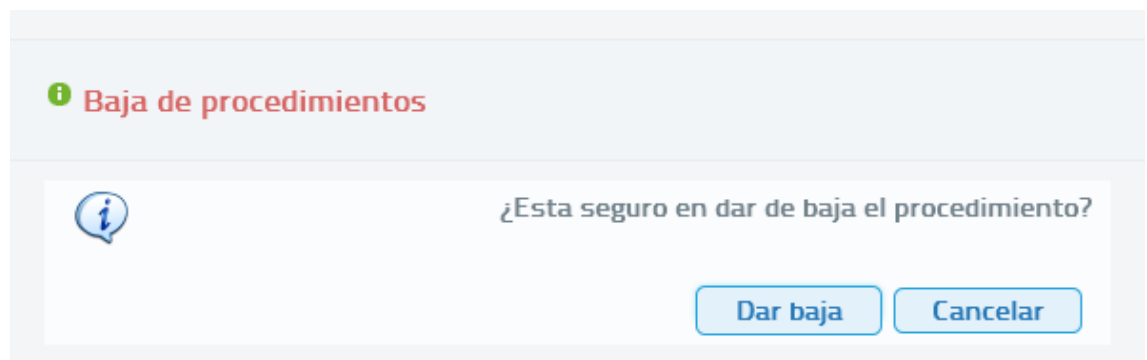 Baja de procedimientos
¿Esta seguro en dar de baja el procedimiento?
Dar baja Cancelar